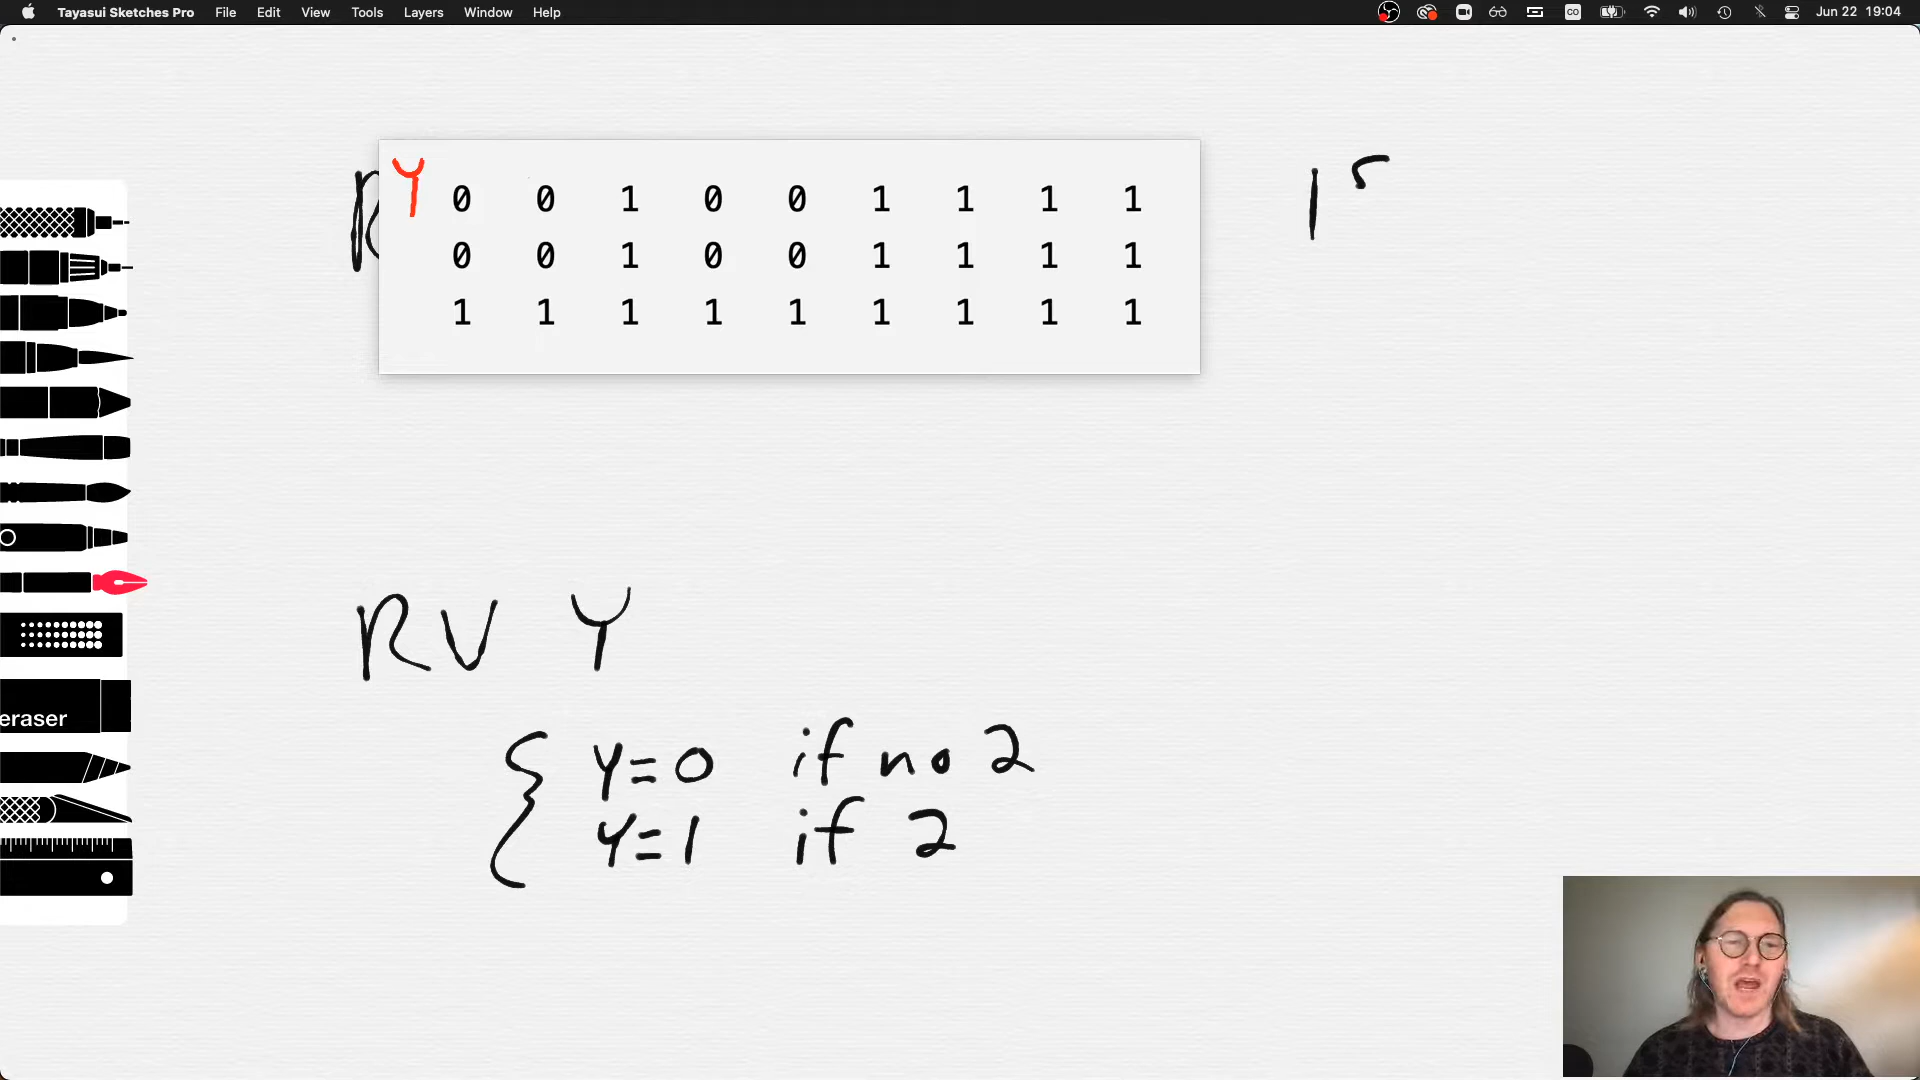 Tayasui Sketches Pro File Edit View Tools Layers Window Help Jun 22 19:04
Y 0 0 1 0 0 1 1 1 1
0 0 1 0 0 1 1 1 1
1 1 1 1 1 1 1 1 1
RV Y
Y=0 if no 2
Y=1 if 2
eraser